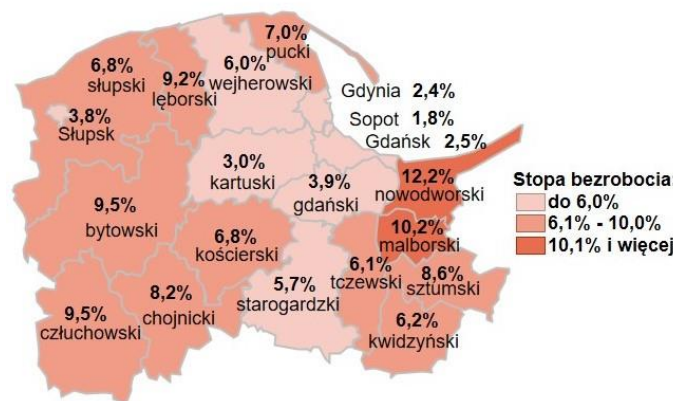 7,0%
pucki
6,0%
wejherowski
6,8%
słupski
9,2%
lęborski
3,8%
Słupsk
Gdynia 2,4%
Sopot 1,8%
Gdańsk 2,5%
3,0%
kartuski
3,9%
gdański
12,2%
nowodworski
9,5%
bytowski
6,8%
kościerski
10,2%
malborski
6,1%
tczewski
8,6%
sztumski
5,7%
starogardzki
8,2%
chojnicki
9,5%
człuchowski
6,2%
kwidzyński
Stopa bezrobocia:
do 6,0%
6,1% - 10,0%
10,1% i więcej